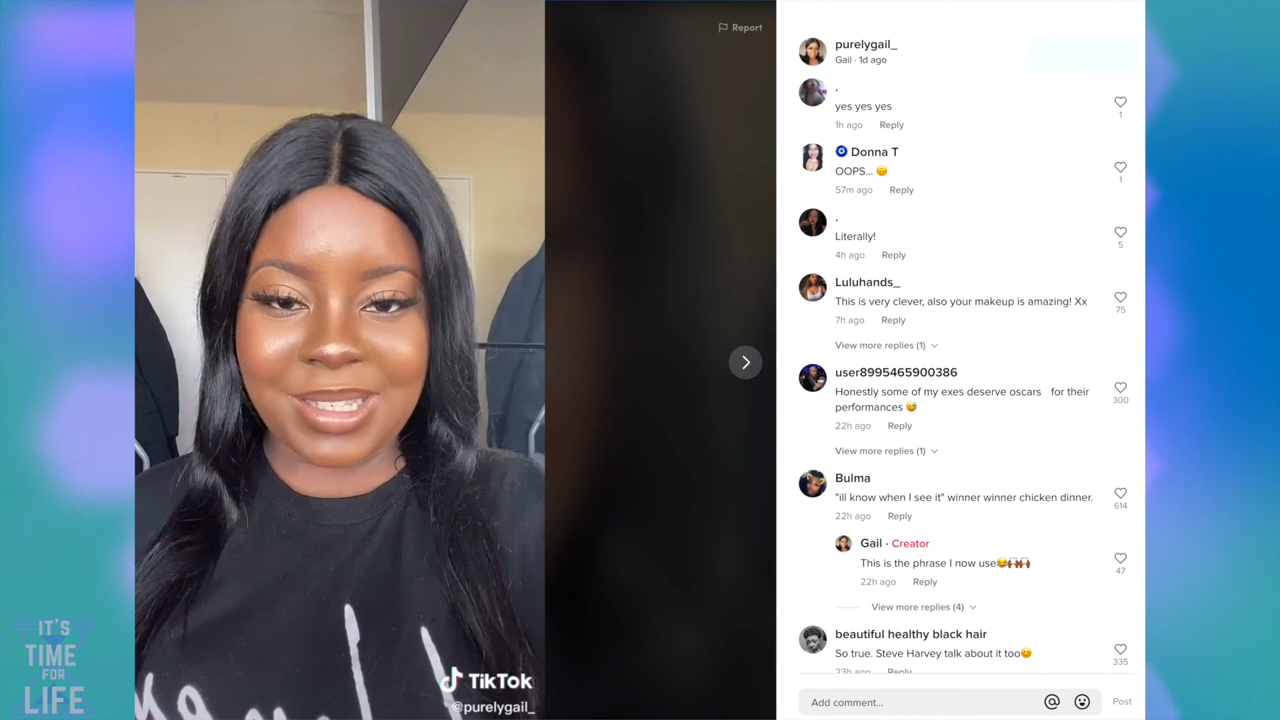 Report
purelygail_
Gail · 1d ago
.
yes yes yes
1h ago Reply
1
Donna T
OOPS... 😊
57m ago Reply
1
.
Literally!
4h ago Reply
5
Luluhands_
This is very clever, also your makeup is amazing! Xx
7h ago Reply
75
View more replies (1)
user8995465900386
Honestly some of my exes deserve oscars for their
performances 😅
22h ago Reply
300
View more replies (1)
Bulma
"ill know when I see it" winner winner chicken dinner.
22h ago Reply
614
Gail · Creator
This is the phrase I now use😂🙌🏾🙌🏾
22h ago Reply
47
View more replies (4)
beautiful healthy black hair
So true. Steve Harvey talk about it too😊
23h ago Reply
335
Add comment...
Post
TikTok
@purelygail_
IT'S
TIME
FOR
LIFE